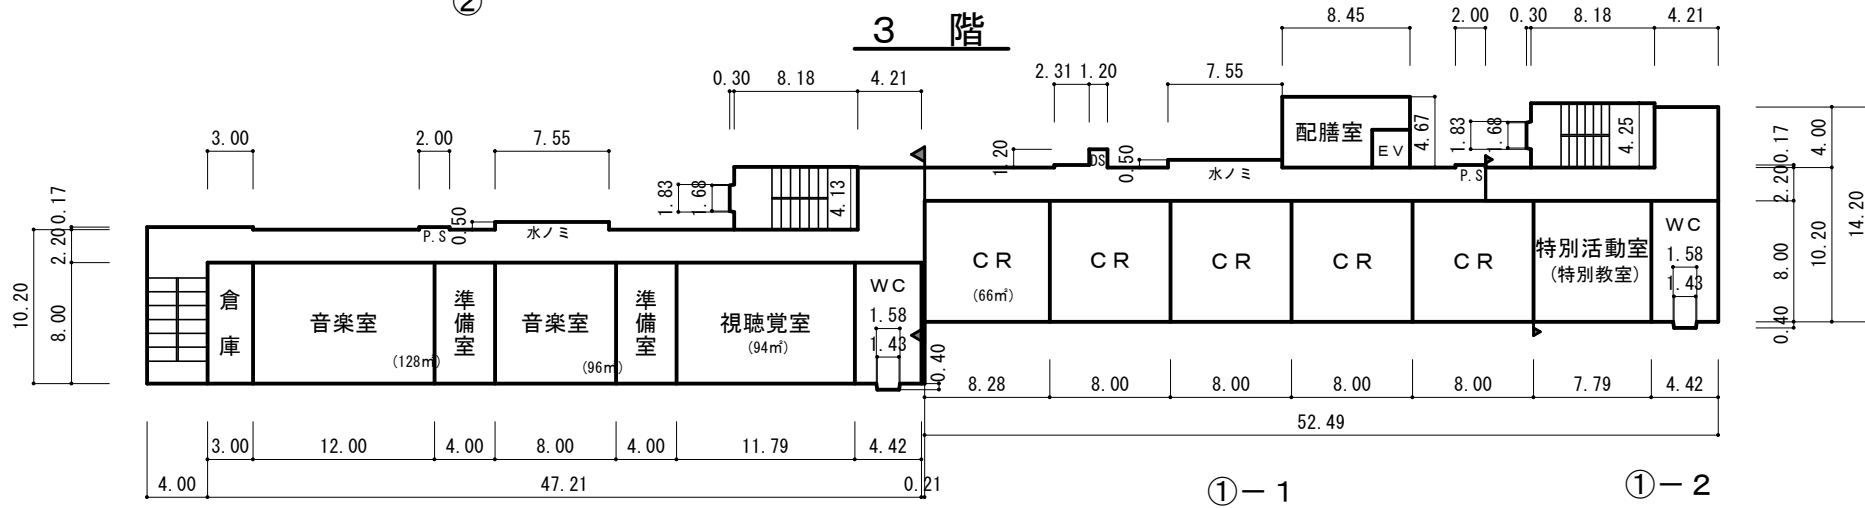 ②
3 階
8.45 2.00 0.30 8.18 4.21
0.30 8.18 4.21 2.31 1.20 7.55
3.00 2.00 7.55
配膳室
EV
4.67
1.83
1.68
4.25
0.17
4.00
2.20
14.20
1.20
DS
0.50
水ノミ
P.S
1.83
1.68
4.13
0.17
2.20
0.50
P.S
水ノミ
10.20
8.00
CR
(66㎡)
CR
CR
CR
CR
特別活動室
(特別教室)
WC
1.58
1.43
8.00
10.20
0.40
倉庫
音楽室
(128㎡)
準備室
音楽室
(96㎡)
準備室
視聴覚室
(94㎡)
WC
1.58
1.43
0.40
8.28 8.00 8.00 8.00 8.00 7.79 4.42
52.49
3.00 12.00 4.00 8.00 4.00 11.79 4.42
4.00 47.21 0.21
①－1
①－2